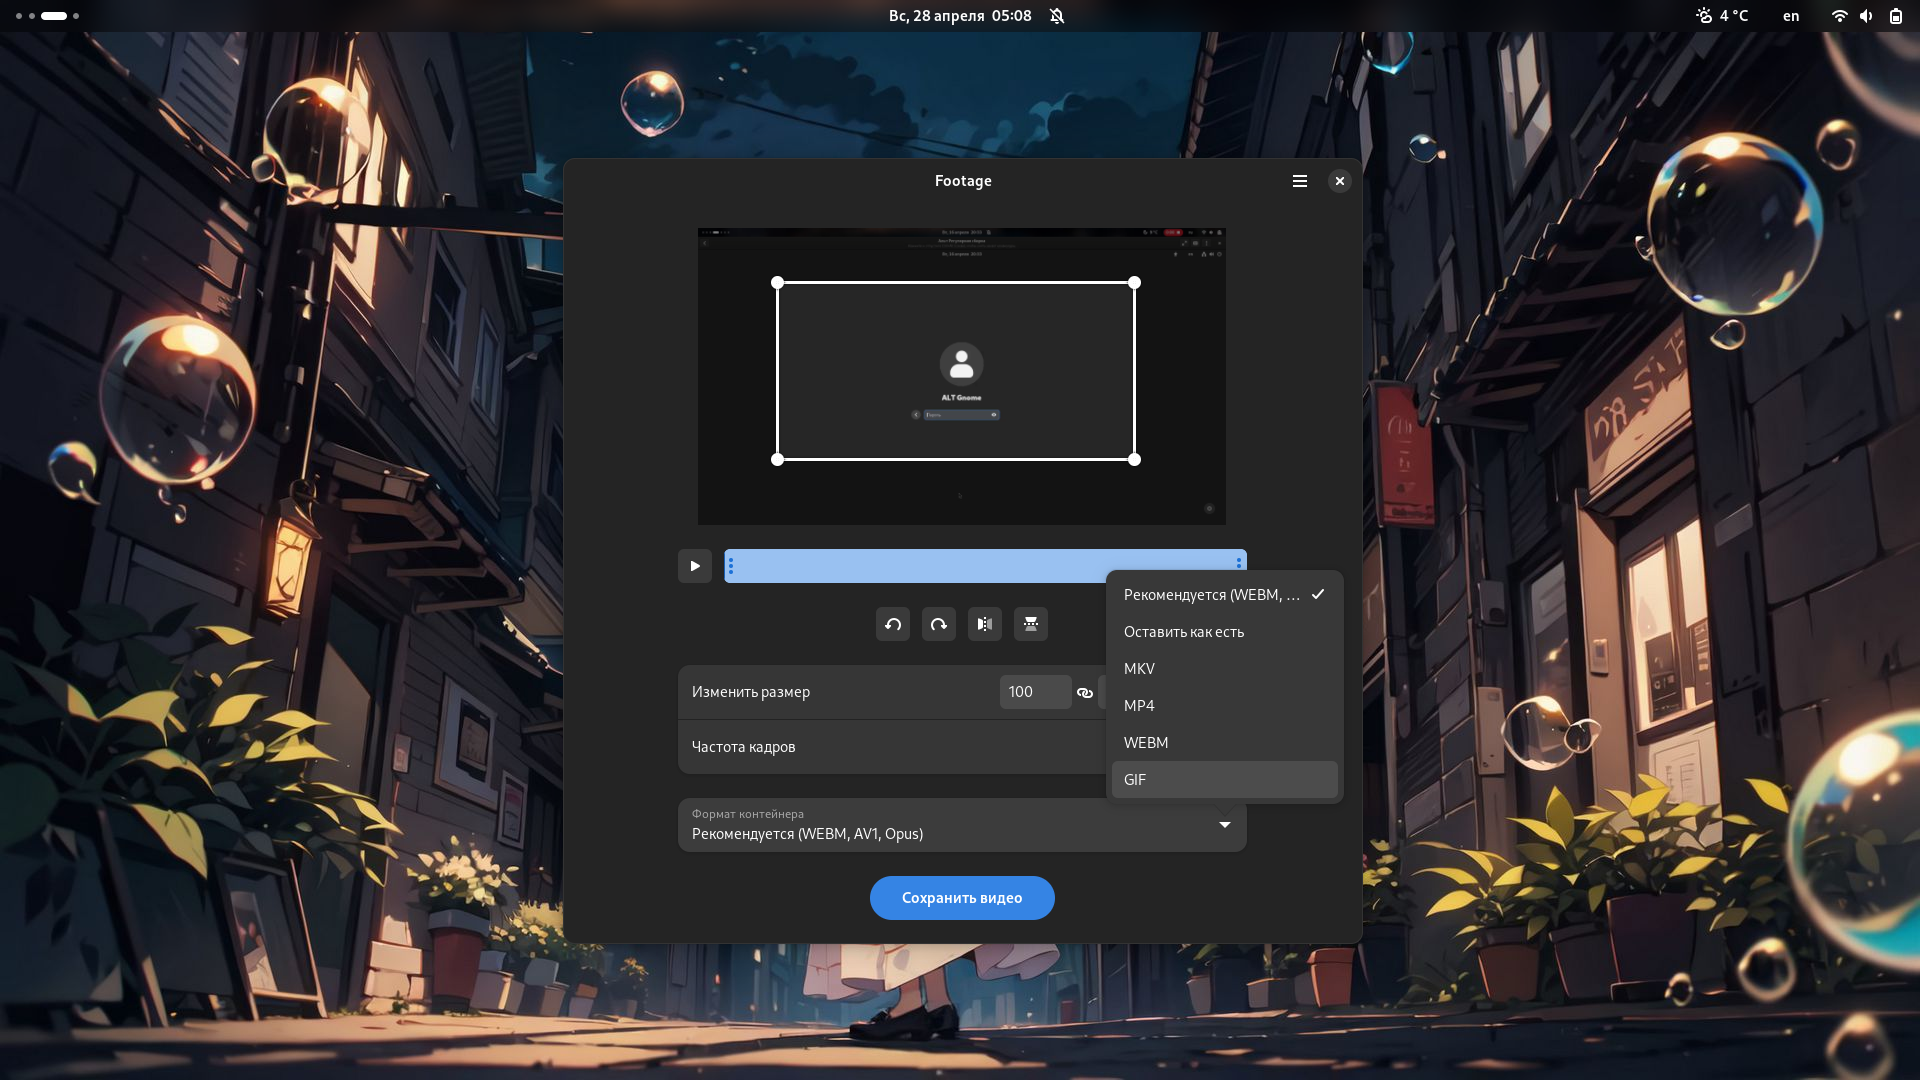 Вс, 28 апреля 05:08
4 °C
en
Footage
ALT Gnome
Изменить размер
100
Частота кадров
Рекомендуется (WEBM, …
Оставить как есть
MKV
MP4
WEBM
GIF
Формат контейнера
Рекомендуется (WEBM, AV1, Opus)
Сохранить видео